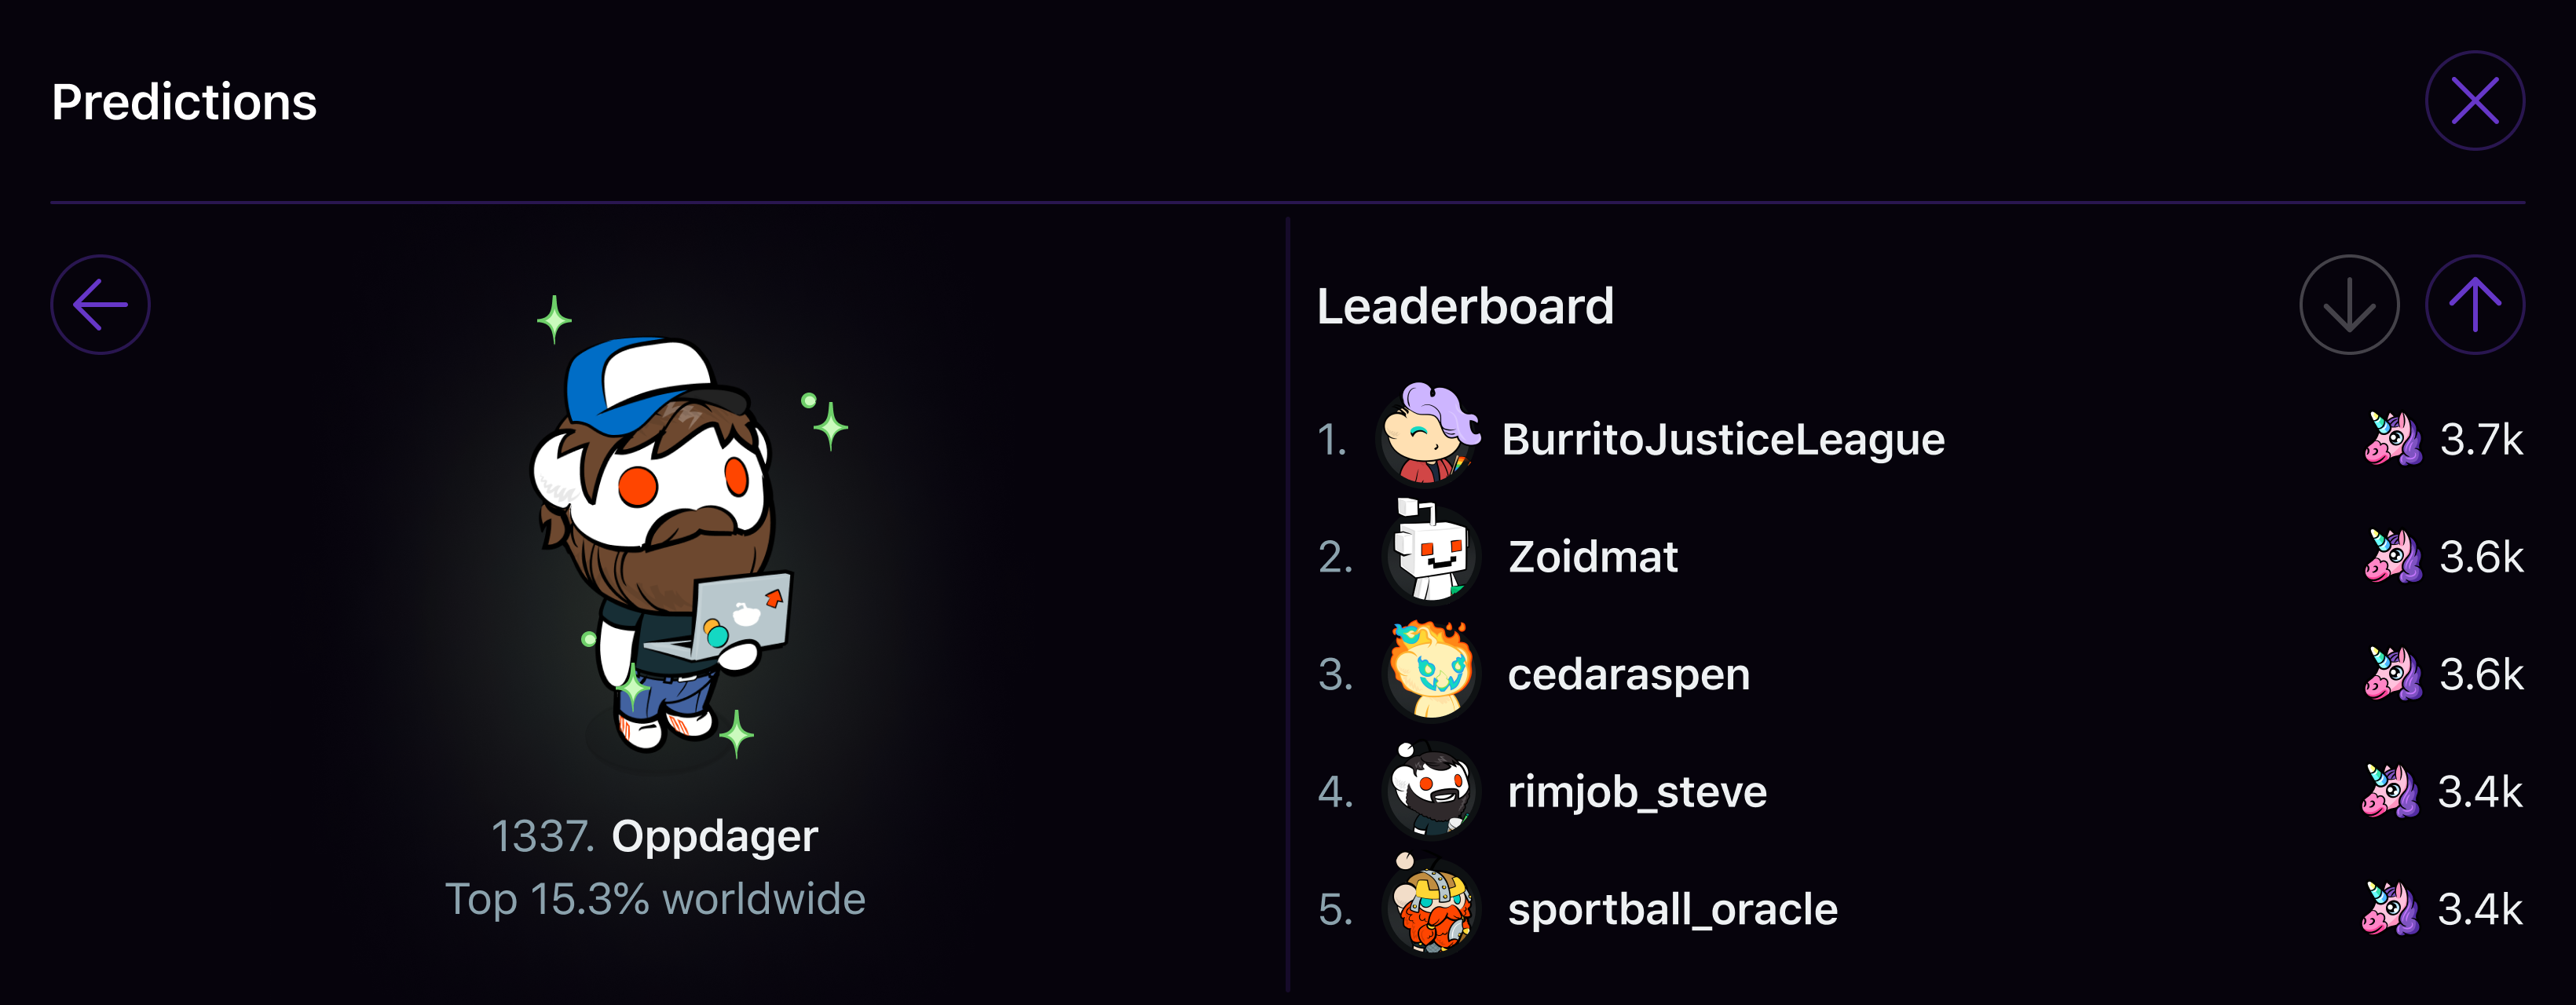 Predictions
1337. Oppdager
Top 15.3% worldwide
Leaderboard
1. BurritoJusticeLeague 3.7k
2. Zoidmat 3.6k
3. cedaraspen 3.6k
4. rimjob_steve 3.4k
5. sportball_oracle 3.4k